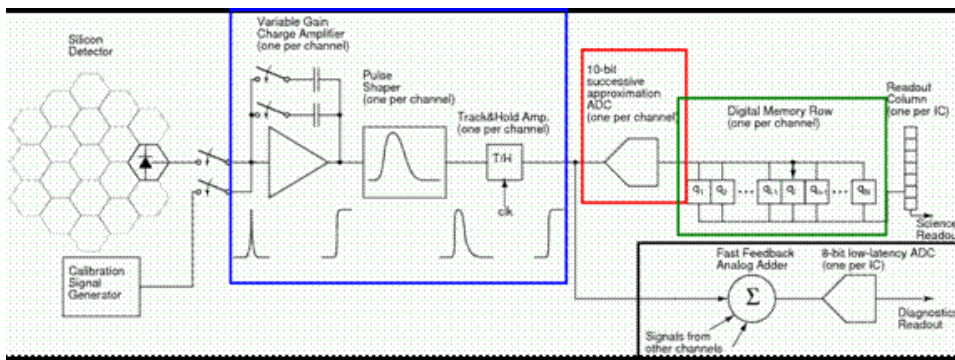 Silicon
Detector
Variable Gain
Charge Amplifier
(one per channel)
Pulse
Shaper
(one per channel)
Track&Hold Amp.
(one per channel)
T/H
clk
10-bit
successive
approximation
ADC
(one per channel)
Digital Memory Row
(one per channel)
Readout
Column
(one per IC)
q1 q2 qi-1 qi qi+1 qN
Science
Readout
Calibration
Signal
Generator
Fast Feedback
Analog Adder
Σ
Signals from
other channels
8-bit low-latency ADC
(one per IC)
Diagnostics
Readout